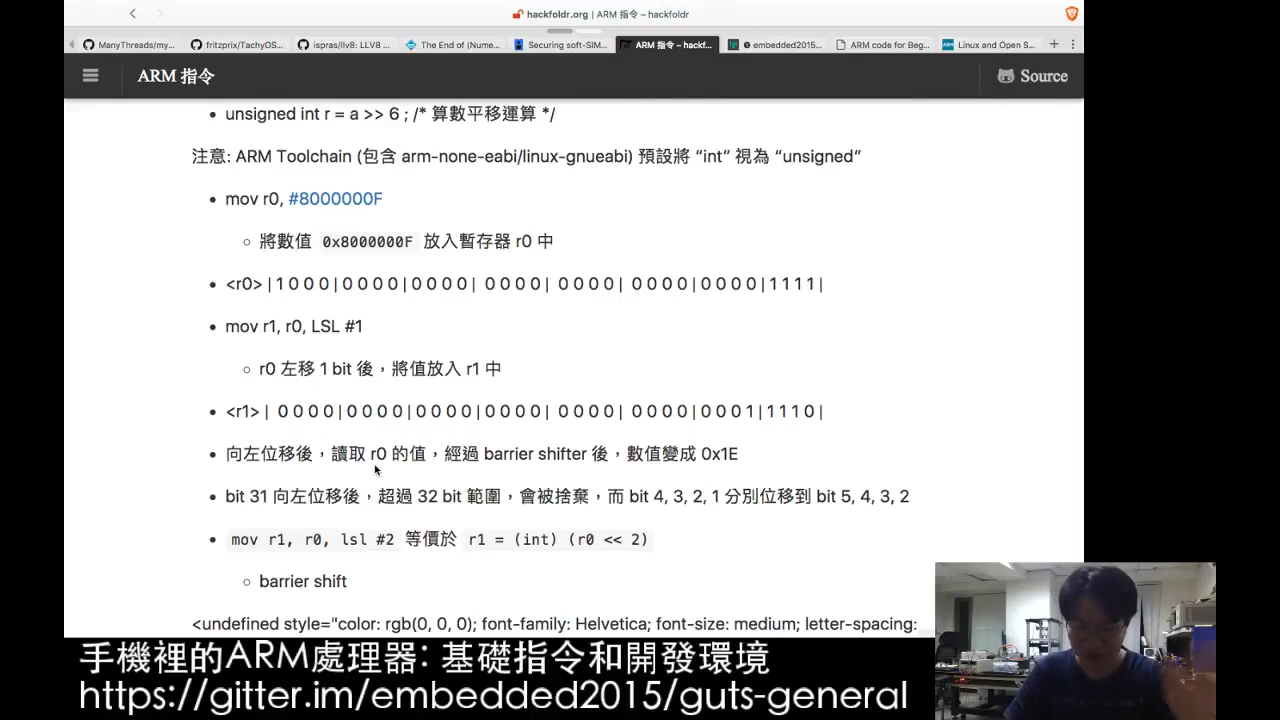 hackfoldr.org | ARM 指令 – hackfoldr
ManyThreads/my... fritzprix/TachyOS... ispras/llv8: LLV8 ... The End of (Nume... Securing soft-SIM... ARM 指令 – hackf... embedded2015... ARM code for Beg... Linux and Open S...
ARM 指令 Source
• unsigned int r = a >> 6 ; /* 算數平移運算 */
注意: ARM Toolchain (包含 arm-none-eabi/linux-gnueabi) 預設將 “int” 視為 “unsigned“
• mov r0, #8000000F
◦ 將數值 0x8000000F 放入暫存器 r0 中
• <r0> | 1 0 0 0 | 0 0 0 0 | 0 0 0 0 | 0 0 0 0 | 0 0 0 0 | 0 0 0 0 | 0 0 0 0 | 1 1 1 1 |
• mov r1, r0, LSL #1
◦ r0 左移 1 bit 後，將值放入 r1 中
• <r1> | 0 0 0 0 | 0 0 0 0 | 0 0 0 0 | 0 0 0 0 | 0 0 0 0 | 0 0 0 0 | 0 0 0 1 | 1 1 1 0 |
• 向左位移後，讀取 r0 的值，經過 barrier shifter 後，數值變成 0x1E
• bit 31 向左位移後，超過 32 bit 範圍，會被捨棄，而 bit 4, 3, 2, 1 分別位移到 bit 5, 4, 3, 2
• mov r1, r0, lsl #2 等價於 r1 = (int) (r0 << 2)
◦ barrier shift
<undefined style="color: rgb(0, 0, 0); font-family: Helvetica; font-size: medium; letter-spacing:
手機裡的ARM處理器: 基礎指令和開發環境
https://gitter.im/embedded2015/guts-general